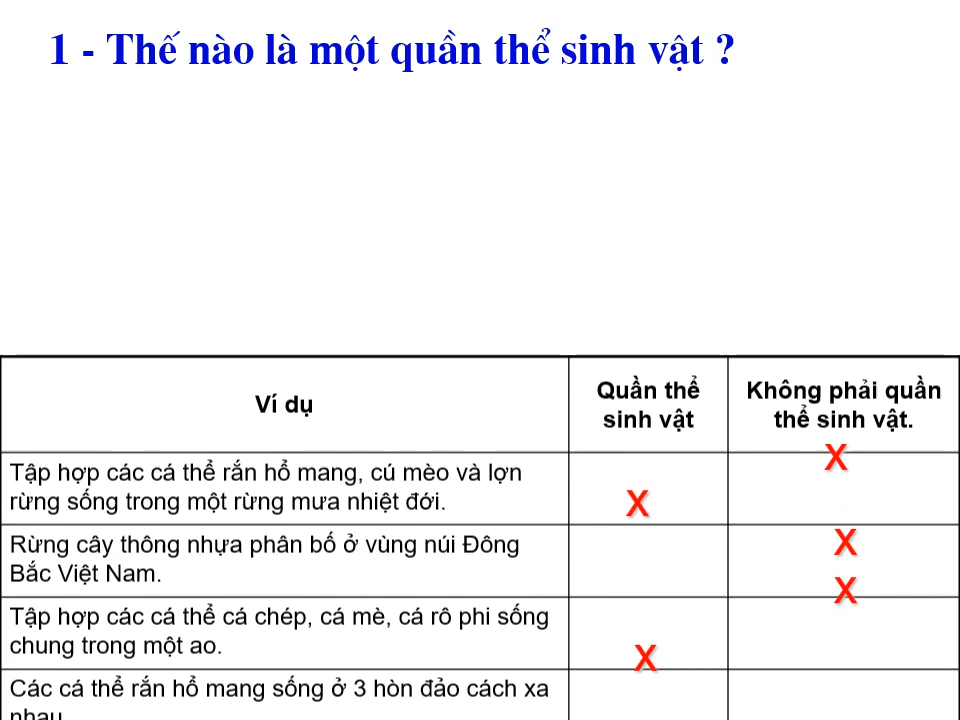 1 - Thế nào là một quần thể sinh vật ?
Ví dụ
Quần thể
sinh vật
Không phải quần
thể sinh vật.
x
Tập hợp các cá thể rắn hổ mang, cú mèo và lợn
rừng sống trong một rừng mưa nhiệt đới.
x
Rừng cây thông nhựa phân bố ở vùng núi Đông
Bắc Việt Nam.
x
x
Tập hợp các cá thể cá chép, cá mè, cá rô phi sống
chung trong một ao.
x
Các cá thể rắn hổ mang sống ở 3 hòn đảo cách xa
nhau